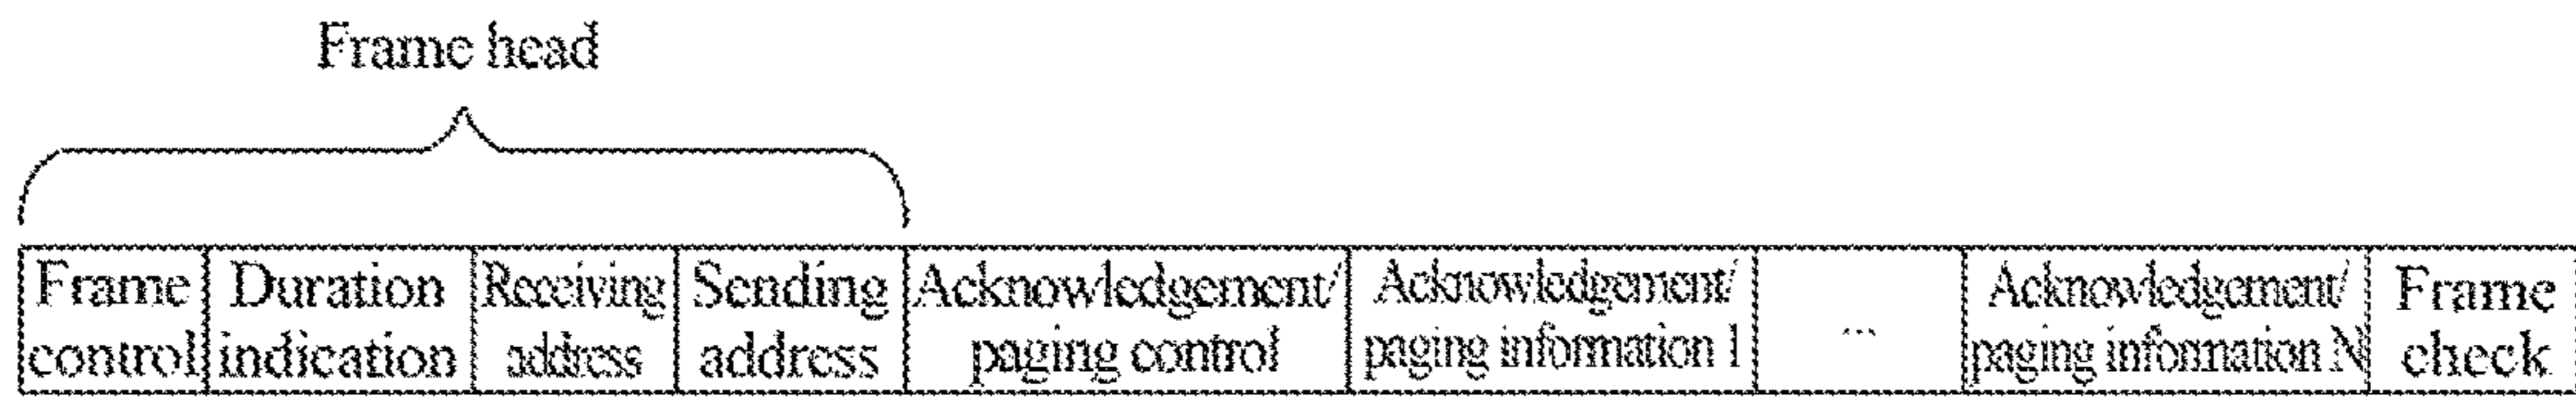 Frame head
Frame control
Duration indication
Receiving address
Sending address
Acknowledgement/ paging control
Acknowledgement/ paging information 1
...
Acknowledgement/ paging information N
Frame check